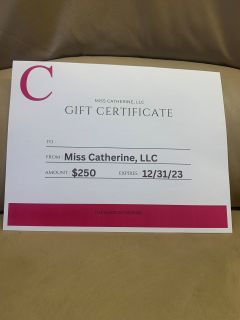 C
MISS CATHERINE, LLC
GIFT CERTIFICATE
TO
FROM Miss Catherine, LLC
AMOUNT $250 EXPIRES 12/31/23